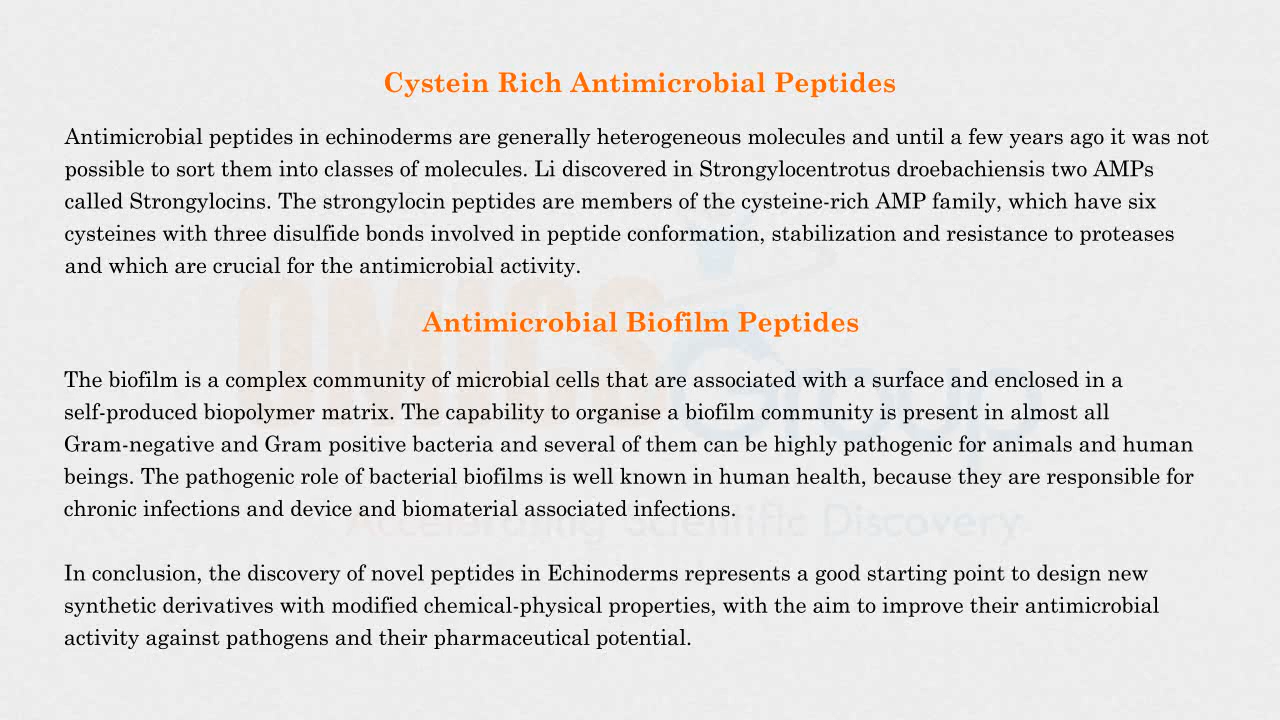 Cystein Rich Antimicrobial Peptides
Antimicrobial peptides in echinoderms are generally heterogeneous molecules and until a few years ago it was not
possible to sort them into classes of molecules. Li discovered in Strongylocentrotus droebachiensis two AMPs
called Strongylocins. The strongylocin peptides are members of the cysteine-rich AMP family, which have six
cysteines with three disulfide bonds involved in peptide conformation, stabilization and resistance to proteases
and which are crucial for the antimicrobial activity.
Antimicrobial Biofilm Peptides
The biofilm is a complex community of microbial cells that are associated with a surface and enclosed in a
self-produced biopolymer matrix. The capability to organise a biofilm community is present in almost all
Gram-negative and Gram positive bacteria and several of them can be highly pathogenic for animals and human
beings. The pathogenic role of bacterial biofilms is well known in human health, because they are responsible for
chronic infections and device and biomaterial associated infections.
In conclusion, the discovery of novel peptides in Echinoderms represents a good starting point to design new
synthetic derivatives with modified chemical-physical properties, with the aim to improve their antimicrobial
activity against pathogens and their pharmaceutical potential.
OMICS Group
Accelerating Scientific Discovery